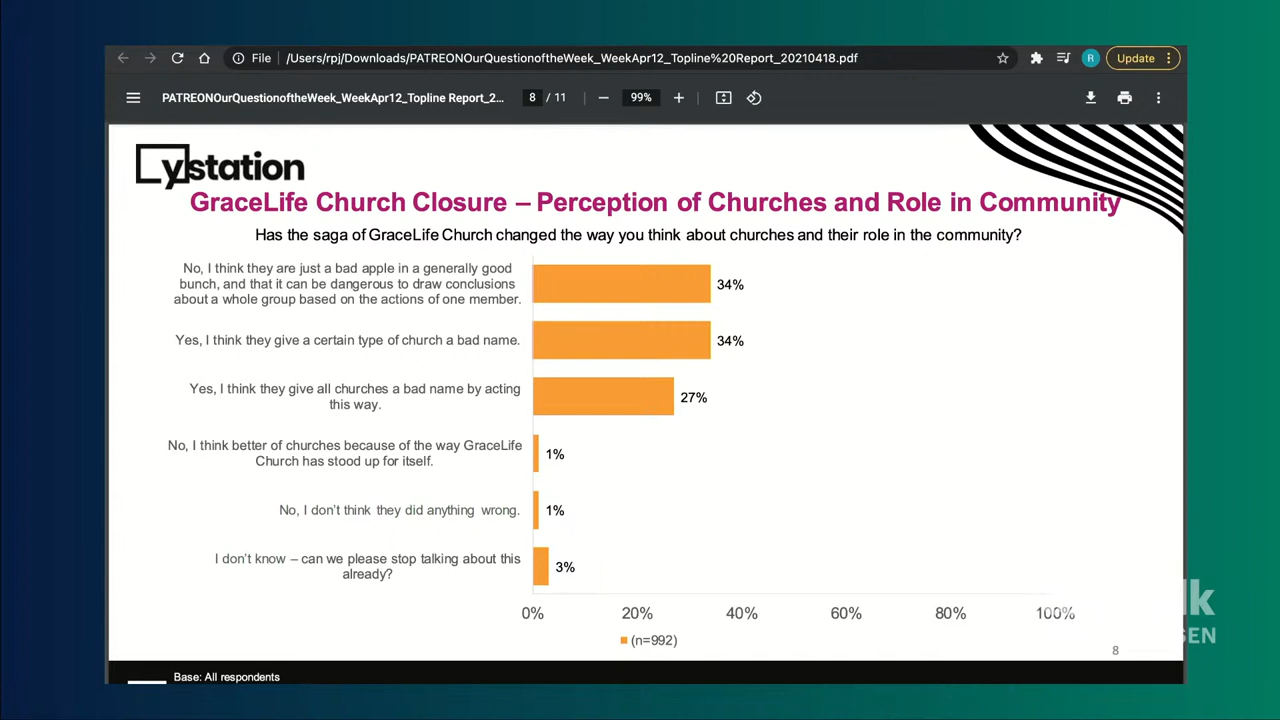 File /Users/rpj/Downloads/PATREONOurQuestionoftheWeek_WeekApr12_Topline%20Report_20210418.pdf
R
Update
PATREONOurQuestionoftheWeek_WeekApr12_Topline Report_2...
8 / 11
99%
ystation
GraceLife Church Closure – Perception of Churches and Role in Community
Has the saga of GraceLife Church changed the way you think about churches and their role in the community?
No, I think they are just a bad apple in a generally good
bunch, and that it can be dangerous to draw conclusions
about a whole group based on the actions of one member.
34%
Yes, I think they give a certain type of church a bad name.
34%
Yes, I think they give all churches a bad name by acting
this way.
27%
No, I think better of churches because of the way GraceLife
Church has stood up for itself.
1%
No, I don't think they did anything wrong.
1%
I don't know – can we please stop talking about this
already?
3%
0% 20% 40% 60% 80% 100%
(n=992)
8
Base: All respondents